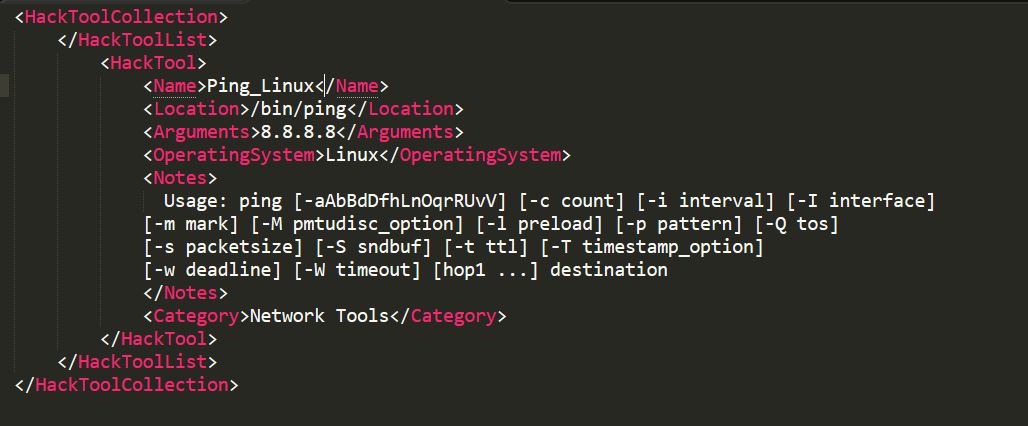 <HackToolCollection>
</HackToolList>
<HackTool>
<Name>Ping_Linux</Name>
<Location>/bin/ping</Location>
<Arguments>8.8.8.8</Arguments>
<OperatingSystem>Linux</OperatingSystem>
<Notes>
Usage: ping [-aAbBdDfhLnOqrRUvV] [-c count] [-i interval] [-I interface]
[-m mark] [-M pmtudisc_option] [-l preload] [-p pattern] [-Q tos]
[-s packetsize] [-S sndbuf] [-t ttl] [-T timestamp_option]
[-w deadline] [-W timeout] [hop1 ...] destination
</Notes>
<Category>Network Tools</Category>
</HackTool>
</HackToolList>
</HackToolCollection>